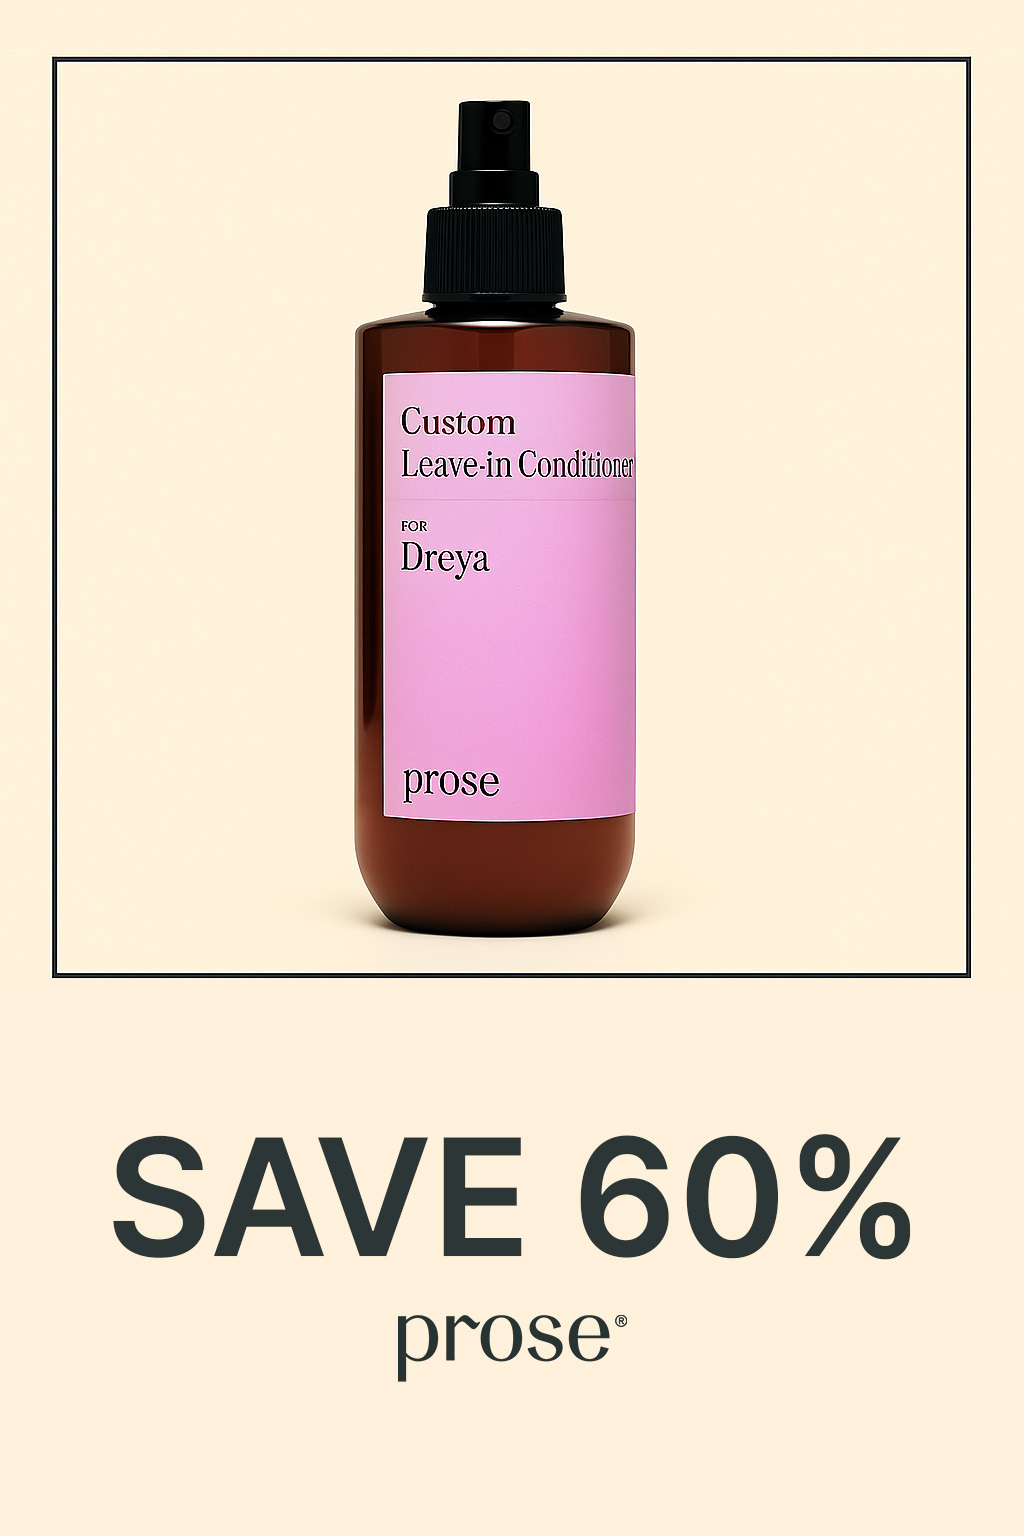 Custom
Leave-in Conditioner
FOR
Dreya
prose
SAVE 60%
prose®